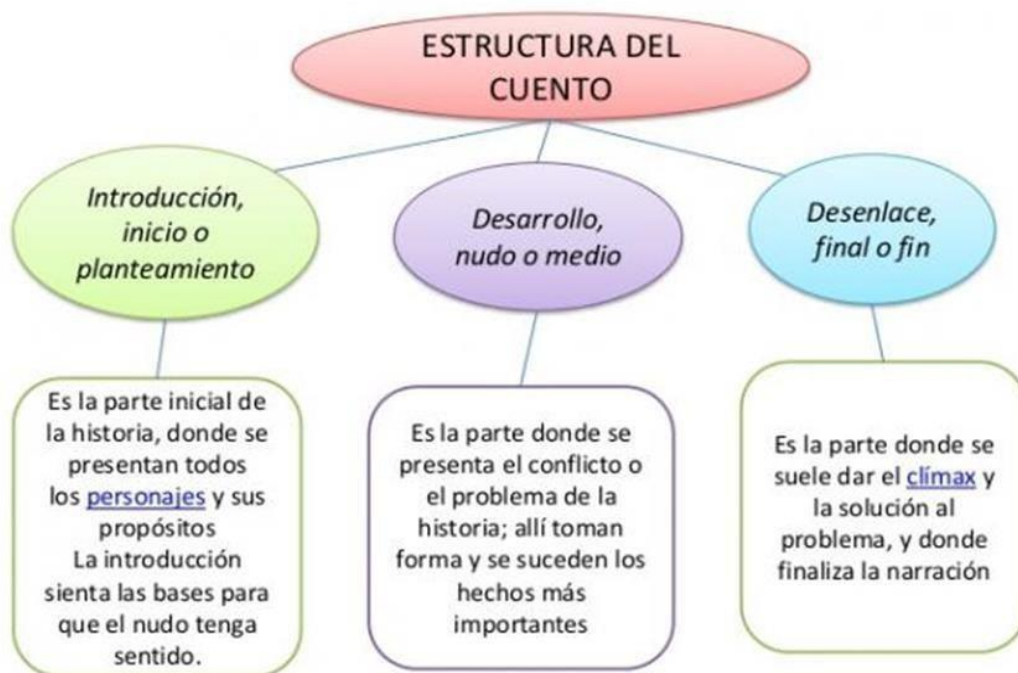 ESTRUCTURA DEL
CUENTO
Introducción,
inicio o
planteamiento
Desarrollo,
nudo o medio
Desenlace,
final o fin
Es la parte inicial de
la historia, donde se
presentan todos
los personajes y sus
propósitos
La introducción
sienta las bases para
que el nudo tenga
sentido.
Es la parte donde se
presenta el conflicto o
el problema de la
historia; allí toman
forma y se suceden los
hechos más
importantes
Es la parte donde se
suele dar el clímax y
la solución al
problema, y donde
finaliza la narración